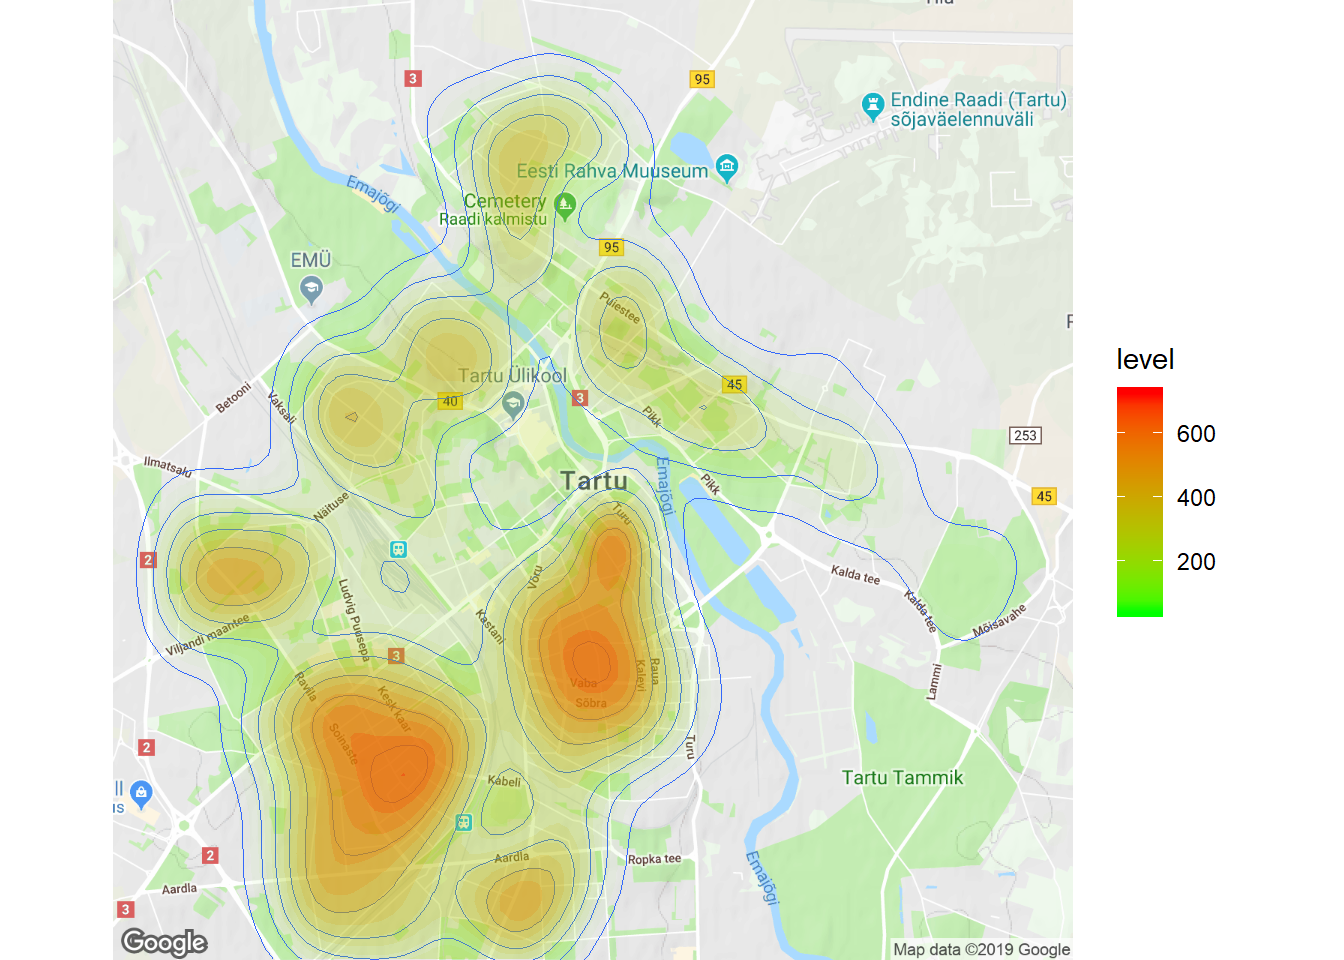 3
95
Endine Raadi (Tartu)
sõjaväelennuväli
Eesti Rahva Muuseum
Emajõgi
Cemetery
Raadi kalmistu
95
EMÜ
Puiestee
level
Tartu Ülikool
45
Betooni
40
3
Vaksali
Pikk
253
600
Ilmatsalu
Tartu
Emajõgi
Pikk
45
400
Näituse
Turu
2
200
Võru
Kalda tee
Ludvig Puusepa
Kastani
Kalda tee
Mõisavahe
Viljandi maantee
3
Raua
Kalevi
Lammi
Ravila
Kesk kaar
Vaba
Sõbra
Soinaste
2
Turu
Kabeli
Tartu Tammik
ll
us
2
Aardla
Ropka tee
Aardla
Emajõgi
3
Google
Map data ©2019 Google